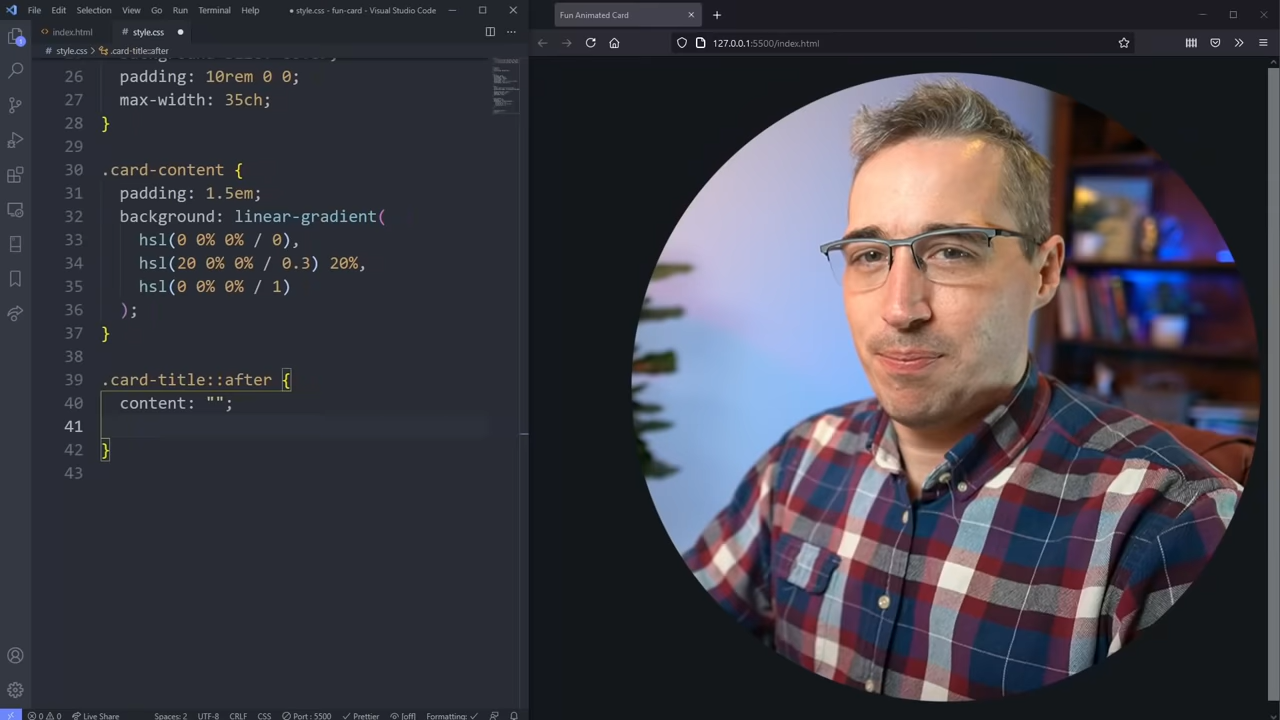 File Edit Selection View Go Run Terminal Help ● style.css - fun-card - Visual Studio Code
index.html style.css
style.css > .card-title::after
26 padding: 10rem 0 0;
27 max-width: 35ch;
28 }
29
30 .card-content {
31 padding: 1.5em;
32 background: linear-gradient(
33 hsl(0 0% 0% / 0),
34 hsl(20 0% 0% / 0.3) 20%,
35 hsl(0 0% 0% / 1)
36 );
37 }
38
39 .card-title::after {
40 content: "";
41
42 }
43
0 0 Live Share Spaces: 2 UTF-8 CRLF CSS Port : 5500 Prettier [off] Formatting:
Fun Animated Card
127.0.0.1:5500/index.html